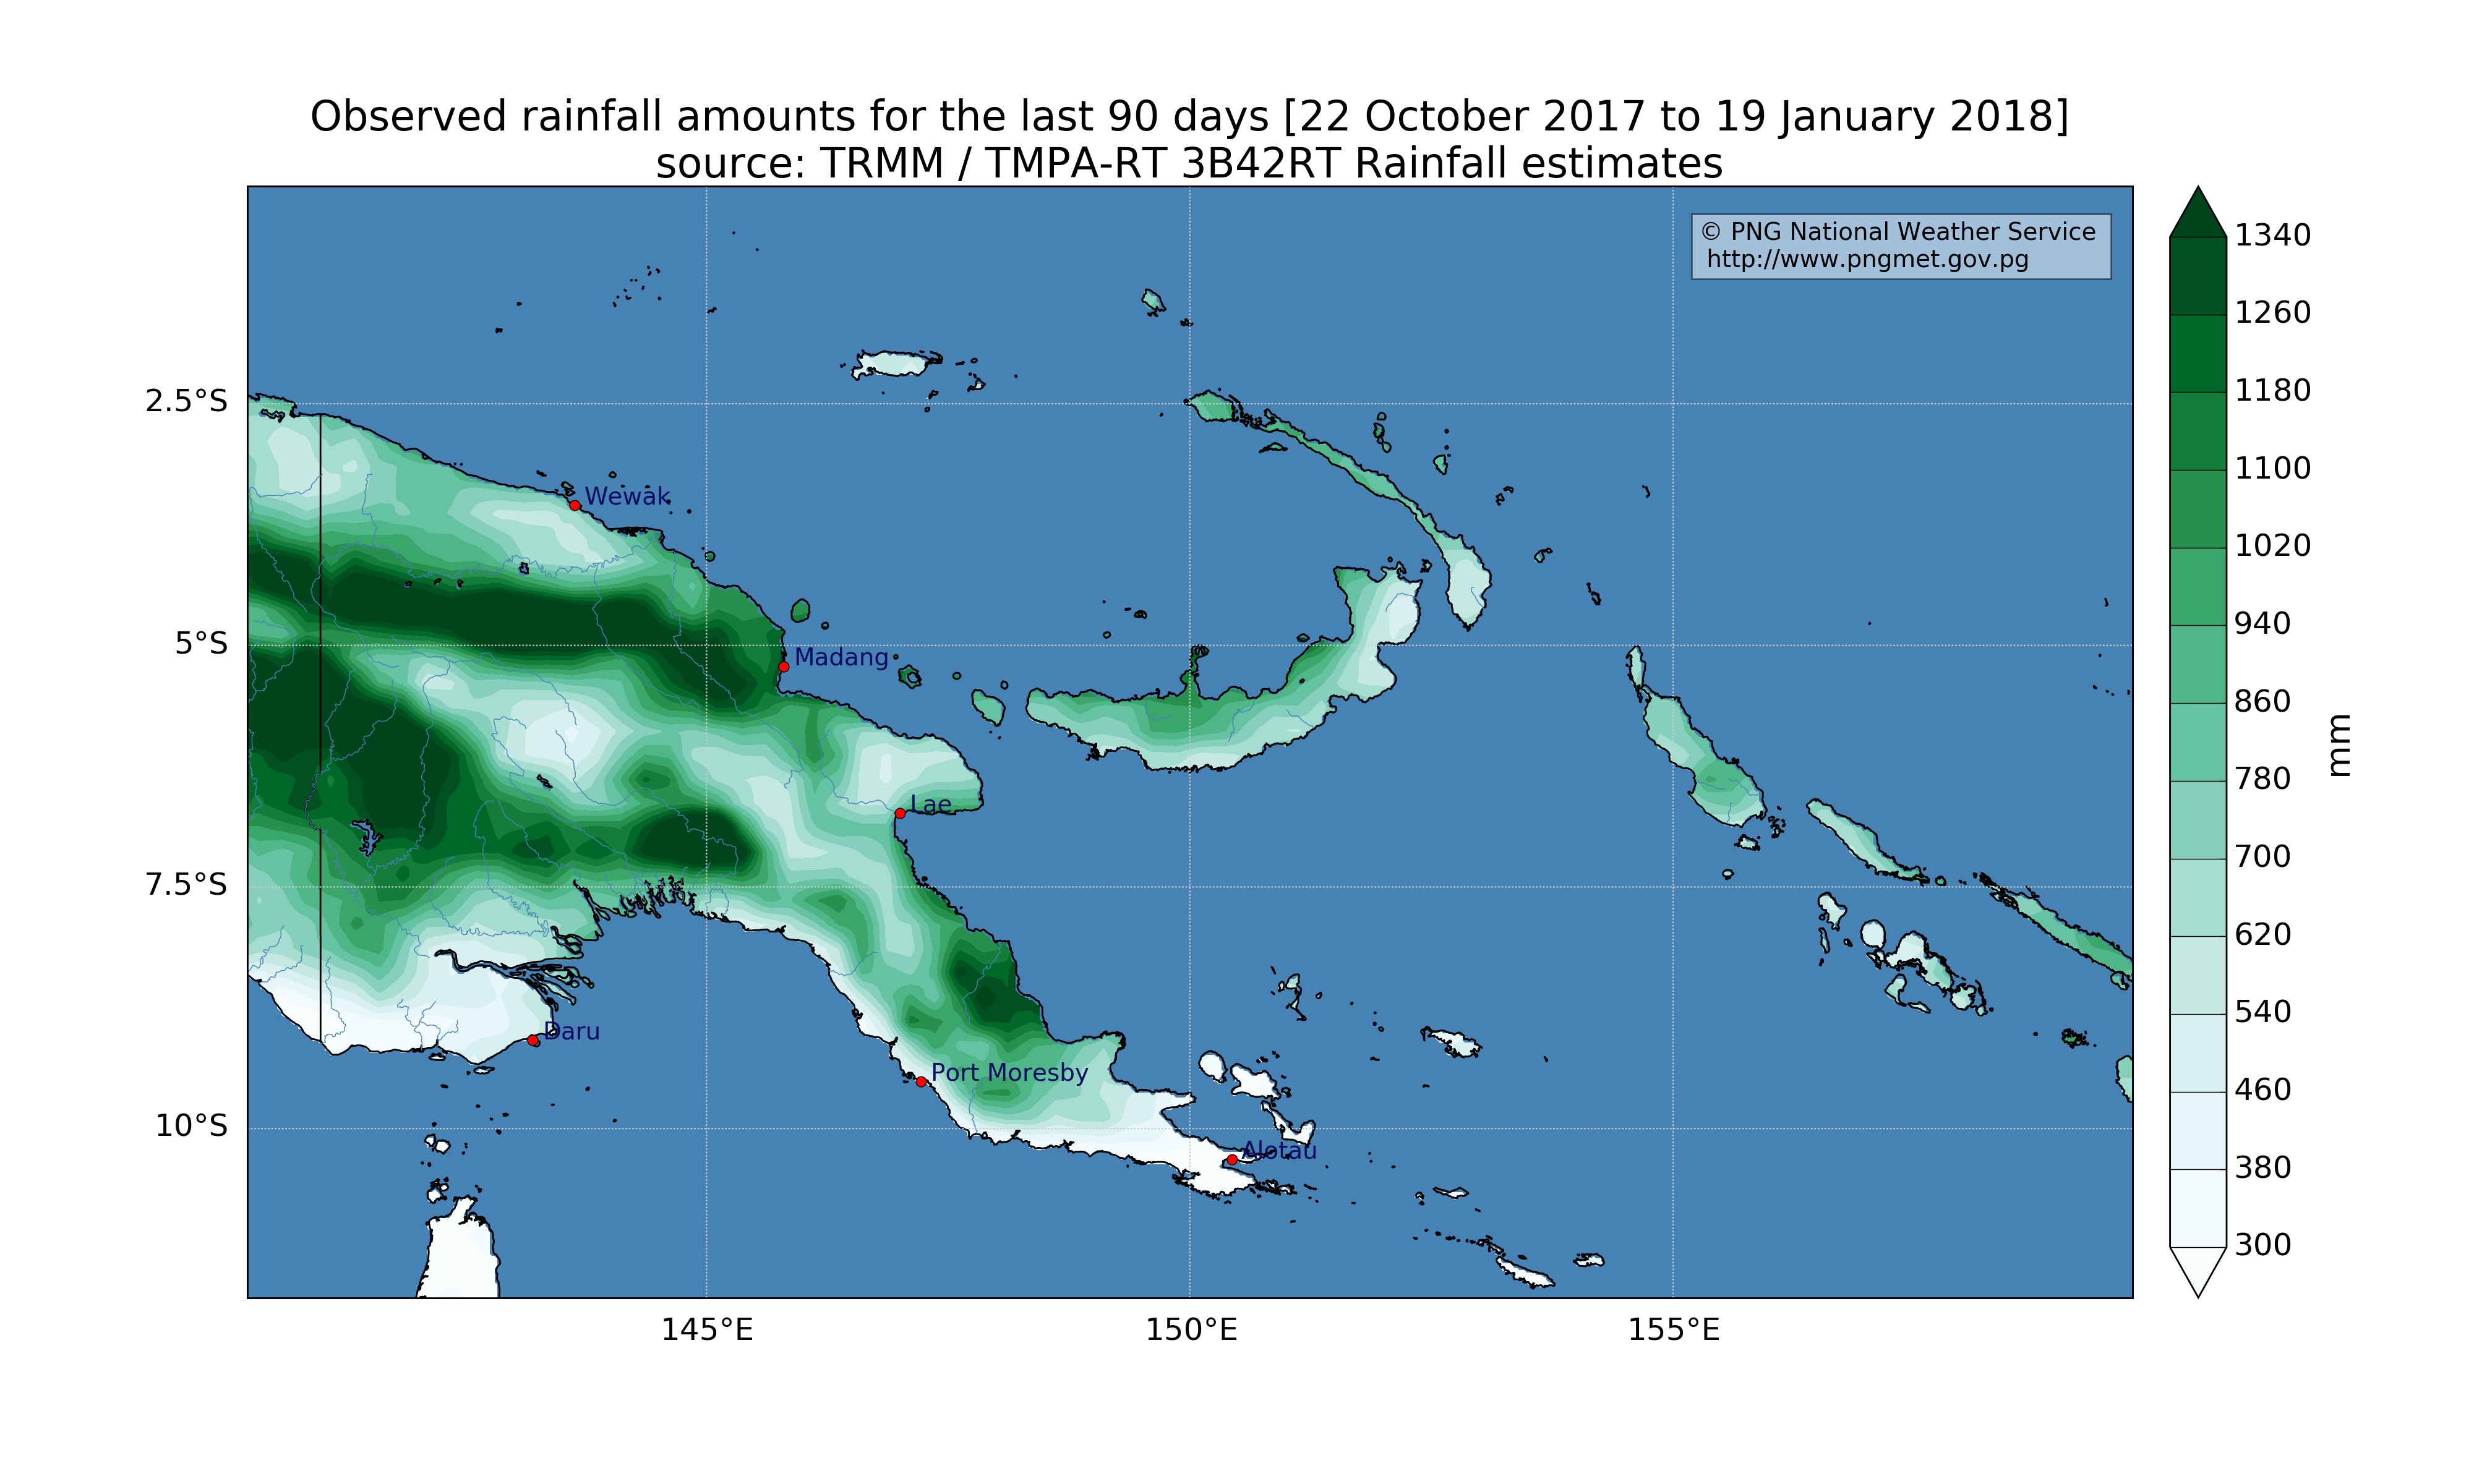 Observed rainfall amounts for the last 90 days [22 October 2017 to 19 January 2018]
source: TRMM / TMPA-RT 3B42RT Rainfall estimates
© PNG National Weather Service
http://www.pngmet.gov.pg
1340
1260
1180
1100
1020
940
860
780
700
620
540
460
380
300
mm
2.5°S
5°S
7.5°S
10°S
Wewak
Madang
Lae
Daru
Port Moresby
Alotau
145°E
150°E
155°E